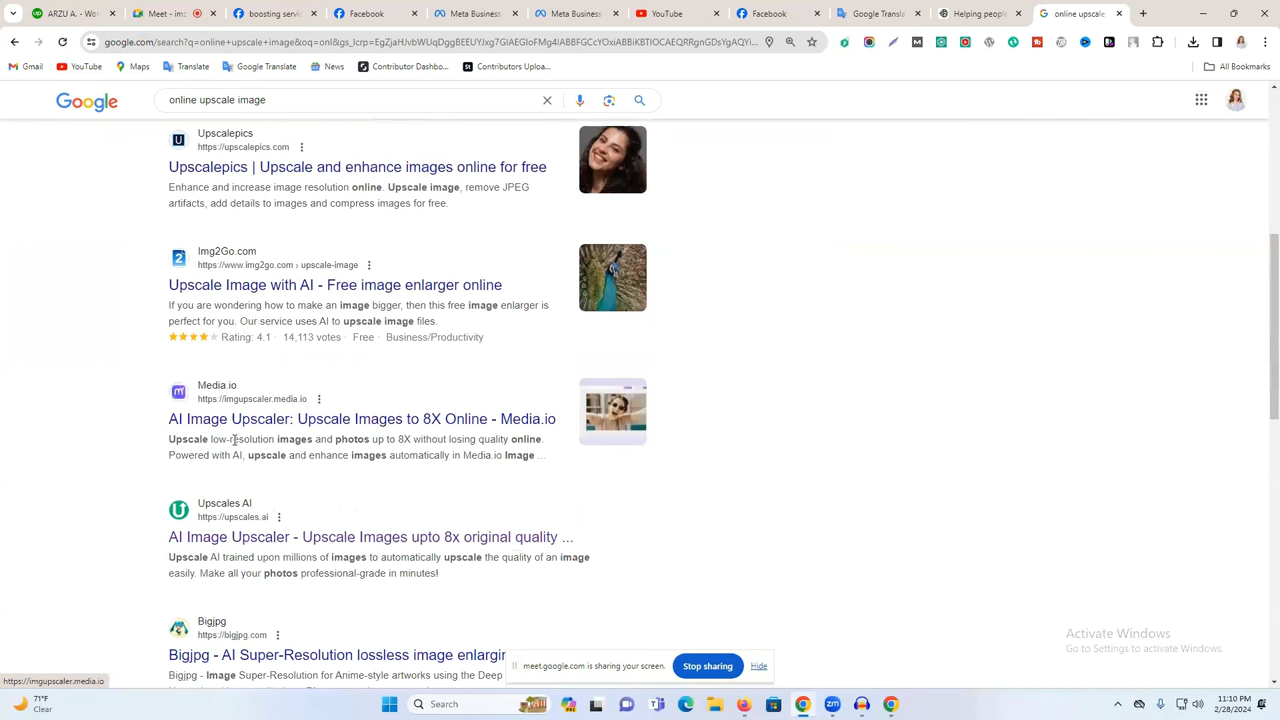 ARZU A. - Wor
Meet - ims
boosting servic
Facebook
Meta Business
Meta Business
YouTube
Facebook
Google Translat
Helping people
online upscale
google.com/search?q=online+upscale+image&oq=onl&gs_lcrp=EgZjaHJvbWUqDggBEEUYJxg7GIAEGIoFMg4IABBFGCcYOxiABBiKBTIOCAEQRRgnGDsYgAQYi...
Gmail
YouTube
Maps
Translate
Google Translate
News
Contributor Dashbo...
Contributors Uploa...
All Bookmarks
Google
online upscale image
Upscalepics
https://upscalepics.com
Upscalepics | Upscale and enhance images online for free
Enhance and increase image resolution online. Upscale image, remove JPEG
artifacts, add details to images and compress images for free.
Img2Go.com
https://www.img2go.com › upscale-image
Upscale Image with AI - Free image enlarger online
If you are wondering how to make an image bigger, then this free image enlarger is
perfect for you. Our service uses AI to upscale image files.
Rating: 4.1 · 14,113 votes · Free · Business/Productivity
Media.io
https://imgupscaler.media.io
AI Image Upscaler: Upscale Images to 8X Online - Media.io
Upscale low-resolution images and photos up to 8X without losing quality online.
Powered with AI, upscale and enhance images automatically in Media.io Image ...
Upscales AI
https://upscales.ai
AI Image Upscaler - Upscale Images upto 8x original quality ...
Upscale AI trained upon millions of images to automatically upscale the quality of an image
easily. Make all your photos professional-grade in minutes!
Bigjpg
https://bigjpg.com
Bigjpg - AI Super-Resolution lossless image enlargin
Bigjpg - Image Super-Resolution for Anime-style artworks using the Deep
meet.google.com is sharing your screen.
Stop sharing
Hide
Activate Windows
Go to Settings to activate Windows.
https://imgupscaler.media.io
71°F
Clear
Search
11:10 PM
2/28/2024